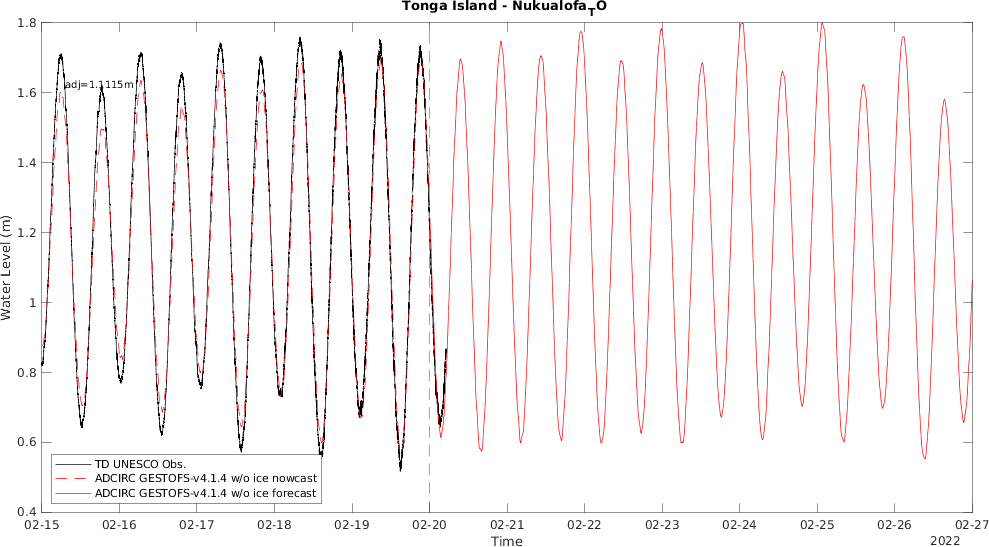 Tonga Island - NukualofaTO
1.8
1.6
1.4
1.2
1
0.8
0.6
0.4
Water Level (m)
adj=1.1115m
TD UNESCO Obs.
ADCIRC GESTOFS-v4.1.4 w/o ice nowcast
ADCIRC GESTOFS-v4.1.4 w/o ice forecast
02-15 02-16 02-17 02-18 02-19 02-20 02-21 02-22 02-23 02-24 02-25 02-26 02-27
Time
2022